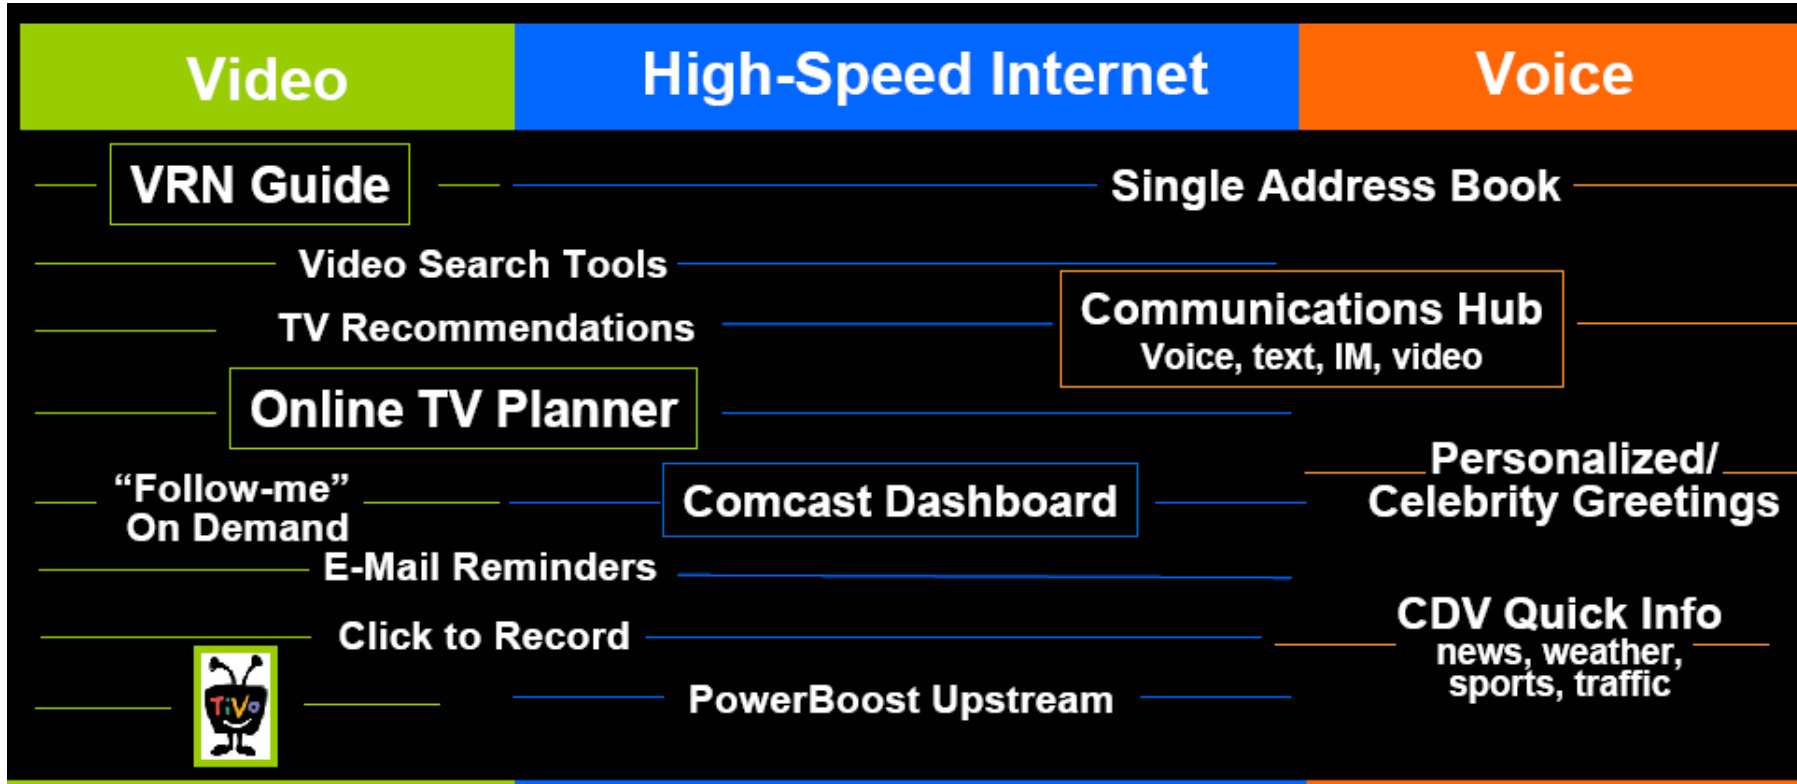 Video
High-Speed Internet
Voice
VRN Guide
Single Address Book
Video Search Tools
TV Recommendations
Communications Hub
Voice, text, IM, video
Online TV Planner
“Follow-me”
On Demand
Comcast Dashboard
Personalized/
Celebrity Greetings
E-Mail Reminders
Click to Record
CDV Quick Info
news, weather,
sports, traffic
TiVo
PowerBoost Upstream